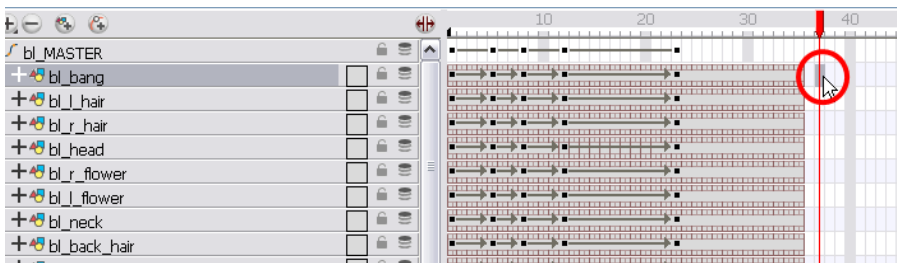 10 20 30 40
bl_MASTER
bl_bang
bl_l_hair
bl_r_hair
bl_head
bl_r_flower
bl_l_flower
bl_neck
bl_back_hair